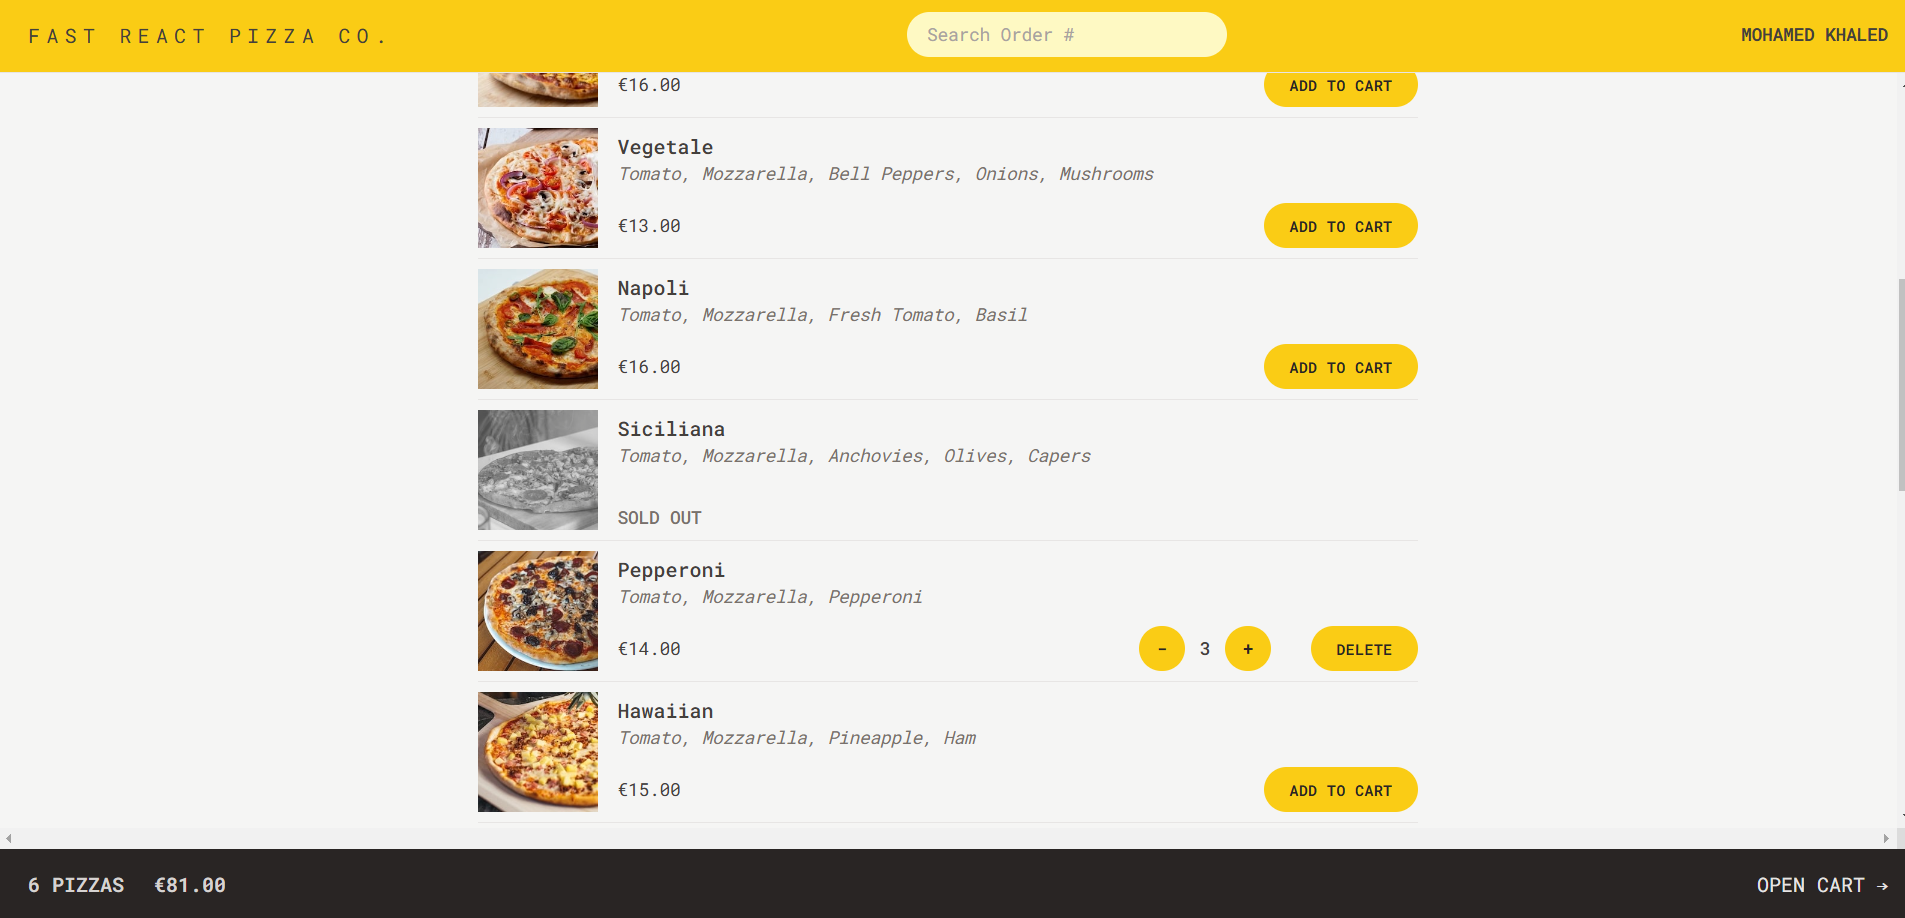 FAST REACT PIZZA CO.
Search Order #
MOHAMED KHALED
€16.00
ADD TO CART
Vegetale
Tomato, Mozzarella, Bell Peppers, Onions, Mushrooms
€13.00
ADD TO CART
Napoli
Tomato, Mozzarella, Fresh Tomato, Basil
€16.00
ADD TO CART
Siciliana
Tomato, Mozzarella, Anchovies, Olives, Capers
SOLD OUT
Pepperoni
Tomato, Mozzarella, Pepperoni
€14.00
- 3 +
DELETE
Hawaiian
Tomato, Mozzarella, Pineapple, Ham
€15.00
ADD TO CART
6 PIZZAS €81.00
OPEN CART →